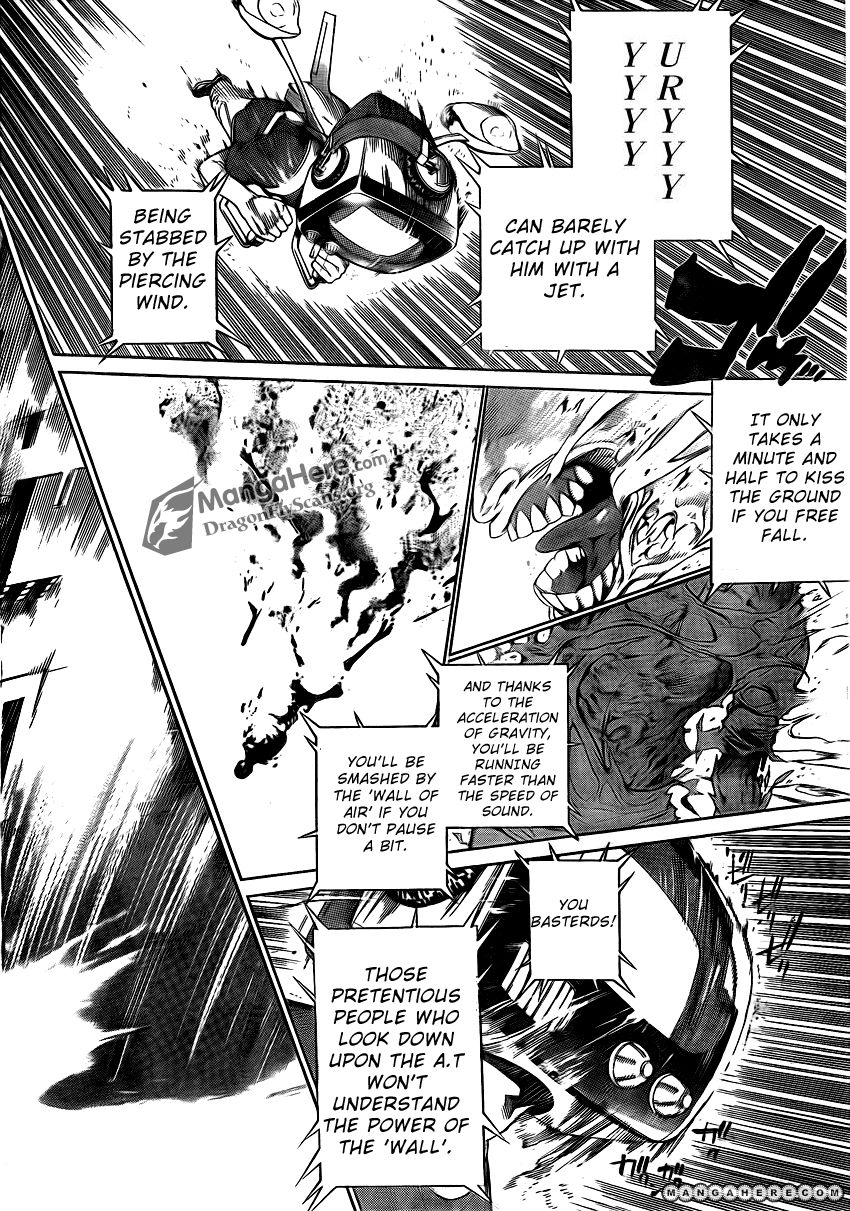 U
R
Y
Y
Y
Y
Y
Y
Y
CAN BARELY
CATCH UP WITH
HIM WITH A
JET.
BEING
STABBED
BY THE
PIERCING
WIND.
IT ONLY
TAKES A
MINUTE AND
HALF TO KISS
THE GROUND
IF YOU FREE
FALL.
MangaHere.com
DragonFlyScans.org
AND THANKS
TO THE
ACCELERATION
OF GRAVITY,
YOU'LL BE
RUNNING
FASTER THAN
THE SPEED OF
SOUND.
YOU'LL BE
SMASHED BY
THE 'WALL OF
AIR' IF YOU
DON'T PAUSE
A BIT.
YOU
BASTERDS!
THOSE
PRETENTIOUS
PEOPLE WHO
LOOK DOWN
UPON THE A.T
WON'T
UNDERSTAND
THE POWER OF
THE 'WALL'.
ガガガ
MANGAHERE.COM